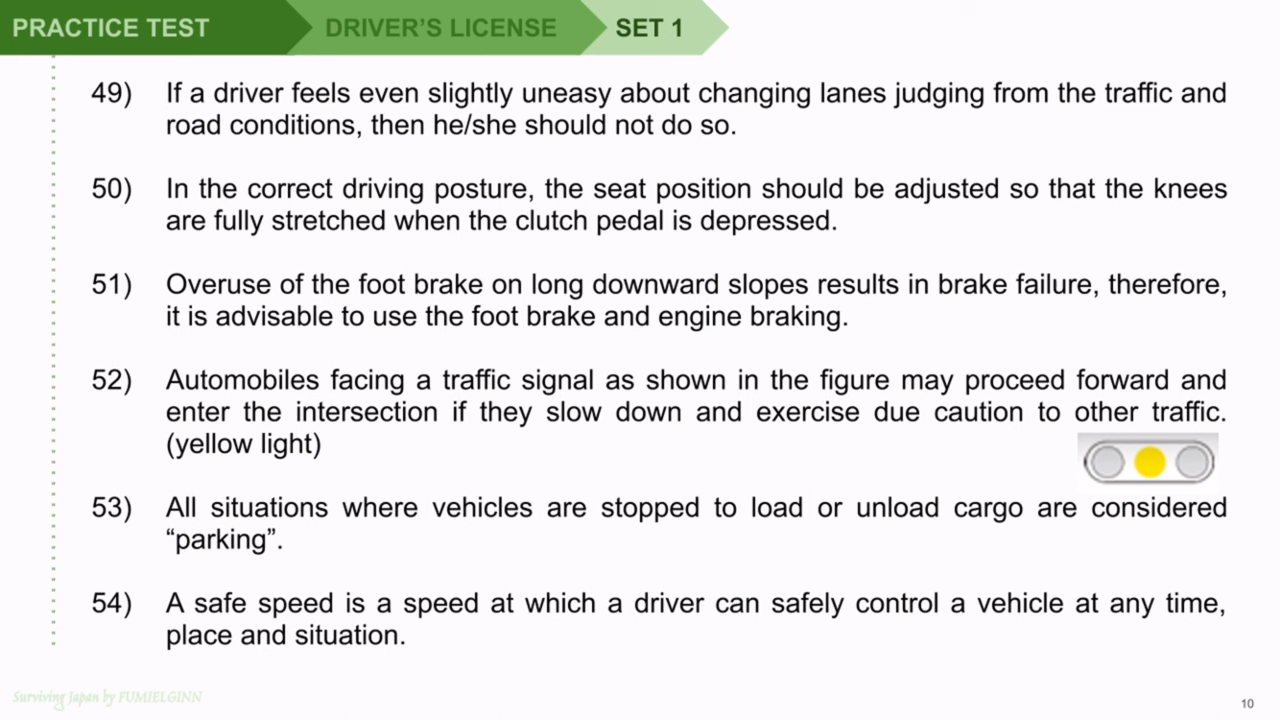 PRACTICE TEST DRIVER'S LICENSE SET 1
49) If a driver feels even slightly uneasy about changing lanes judging from the traffic and
road conditions, then he/she should not do so.
50) In the correct driving posture, the seat position should be adjusted so that the knees
are fully stretched when the clutch pedal is depressed.
51) Overuse of the foot brake on long downward slopes results in brake failure, therefore,
it is advisable to use the foot brake and engine braking.
52) Automobiles facing a traffic signal as shown in the figure may proceed forward and
enter the intersection if they slow down and exercise due caution to other traffic.
(yellow light)
53) All situations where vehicles are stopped to load or unload cargo are considered
“parking”.
54) A safe speed is a speed at which a driver can safely control a vehicle at any time,
place and situation.
Surviving Japan by FUMIELGINN
10